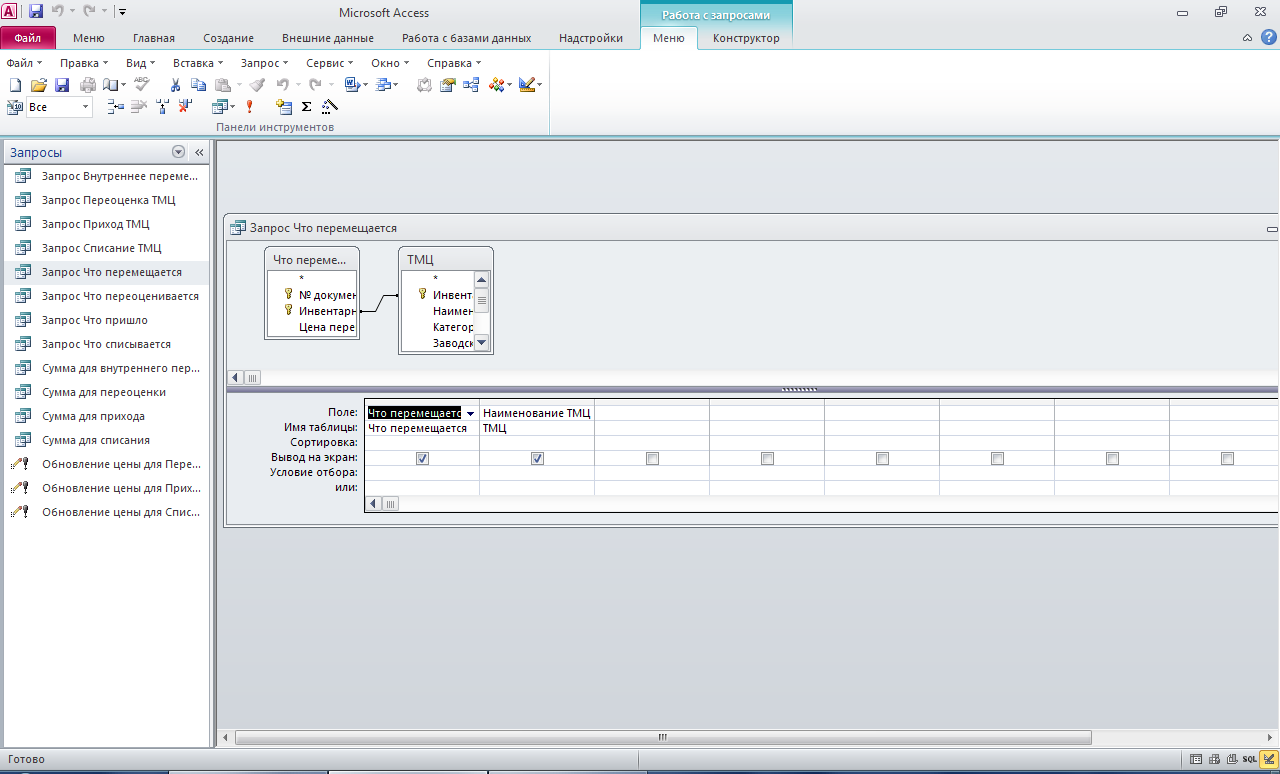 Microsoft Access
Работа с запросами
Файл Меню Главная Создание Внешние данные Работа с базами данных Надстройки Меню Конструктор
Файл Правка Вид Вставка Запрос Сервис Окно Справка
Все
Панели инструментов
Запросы
Запрос Внутреннее переме...
Запрос Переоценка ТМЦ
Запрос Приход ТМЦ
Запрос Списание ТМЦ
Запрос Что перемещается
Запрос Что переоценивается
Запрос Что пришло
Запрос Что списывается
Сумма для внутреннего пер...
Сумма для переоценки
Сумма для прихода
Сумма для списания
Обновление цены для Пере...
Обновление цены для Прих...
Обновление цены для Спис...
Запрос Что перемещается
Что переме...
*
№ докумен
Инвентарн
Цена пере
ТМЦ
*
Инвент
Наимен
Категор
Заводск
Поле: Что перемещаетс Наименование ТМЦ
Имя таблицы: Что перемещается ТМЦ
Сортировка:
Вывод на экран:
Условие отбора:
или:
Готово
SQL